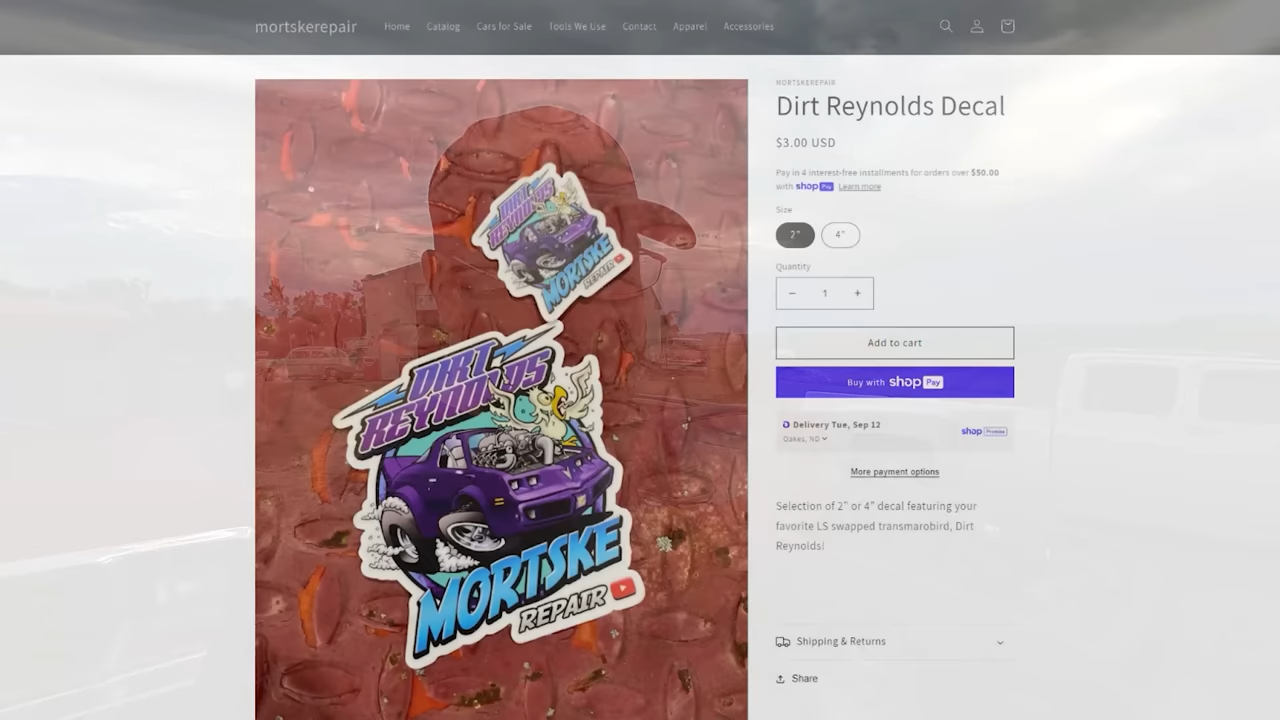 mortskerepair
Home Catalog Cars for Sale Tools We Use Contact Apparel Accessories
MORTSKEREPAIR
Dirt Reynolds Decal
$3.00 USD
Pay in 4 interest-free installments for orders over $50.00
with shop Pay Learn more
Size
2" 4"
Quantity
− 1 +
Add to cart
Buy with shop Pay
Delivery Tue, Sep 12
Oakes, ND
shop Promise
More payment options
Selection of 2" or 4" decal featuring your
favorite LS swapped transmarobird, Dirt
Reynolds!
Shipping & Returns
Share
DIRT
REYNOLDS
MORTSKE
REPAIR
DIRT
REYNOLDS
MORTSKE
REPAIR